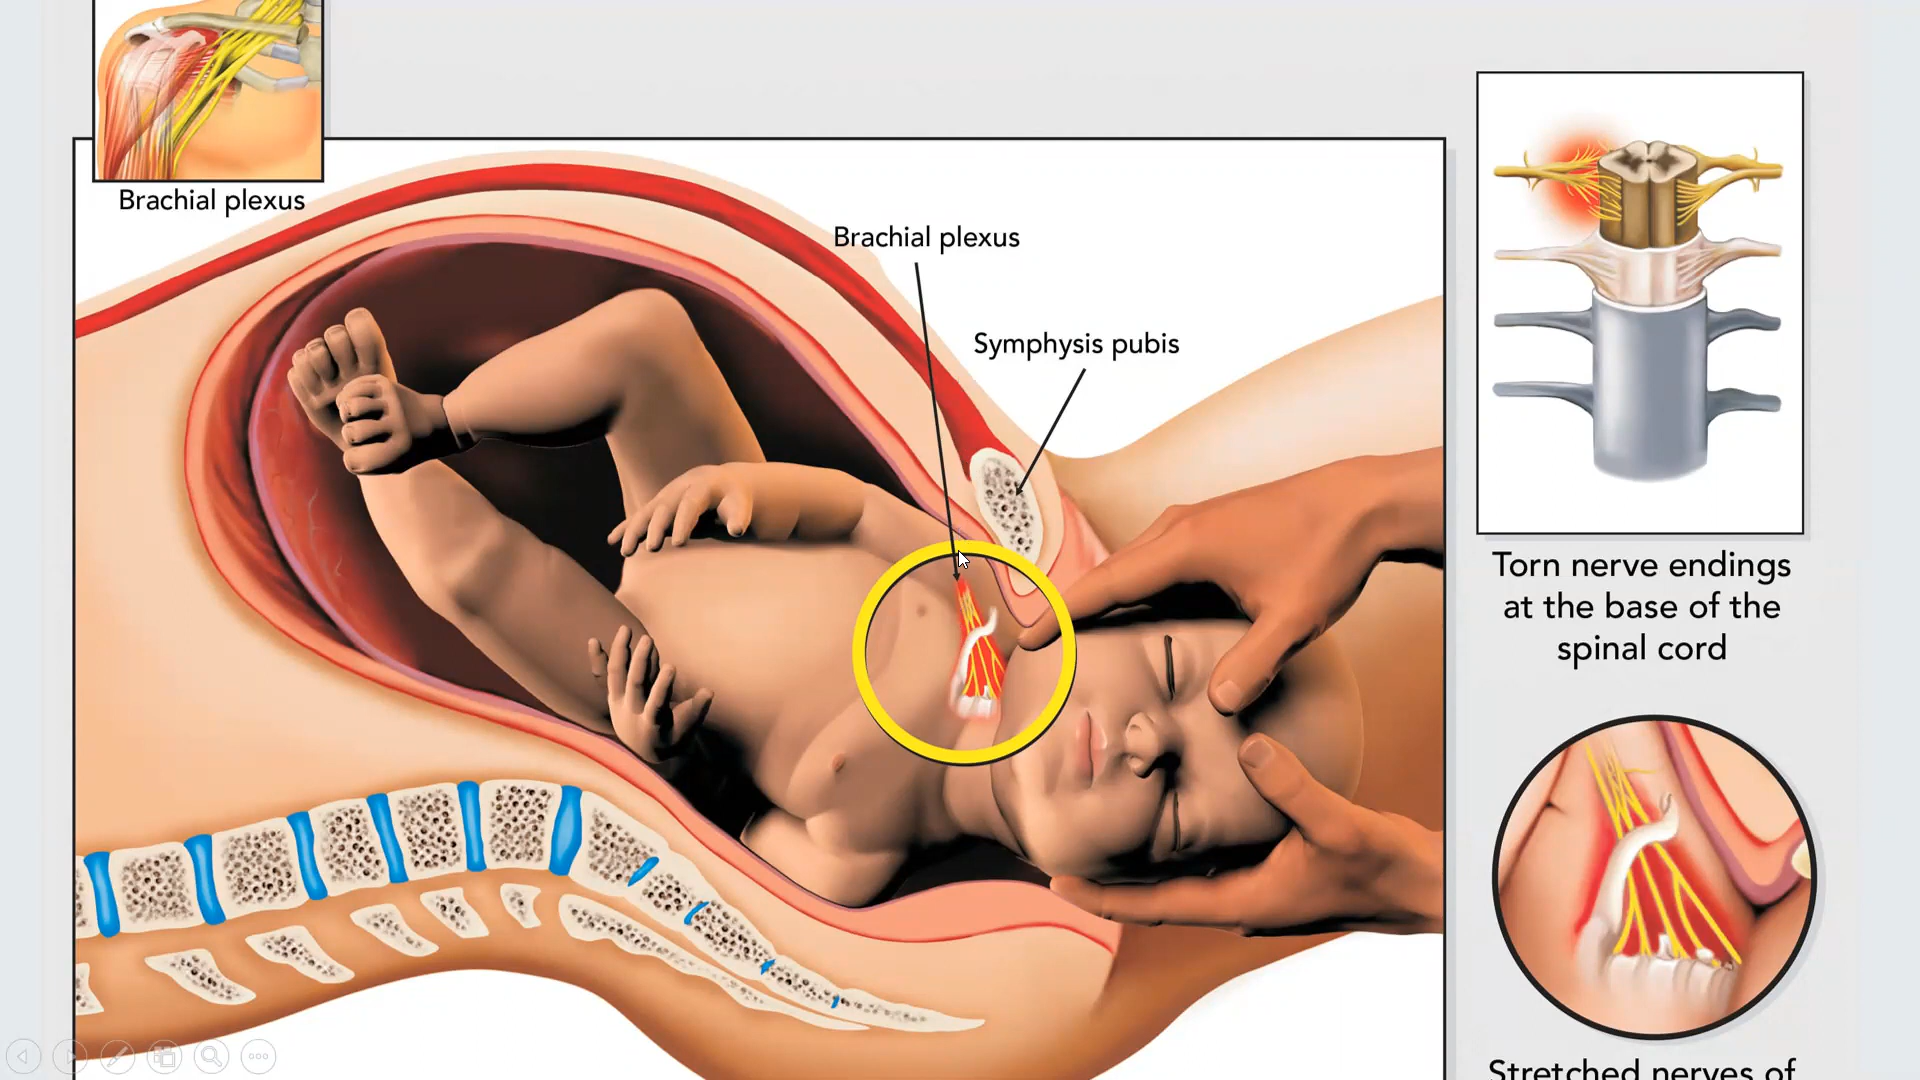 Brachial plexus
Brachial plexus
Symphysis pubis
Torn nerve endings
at the base of the
spinal cord
Stretched nerves of